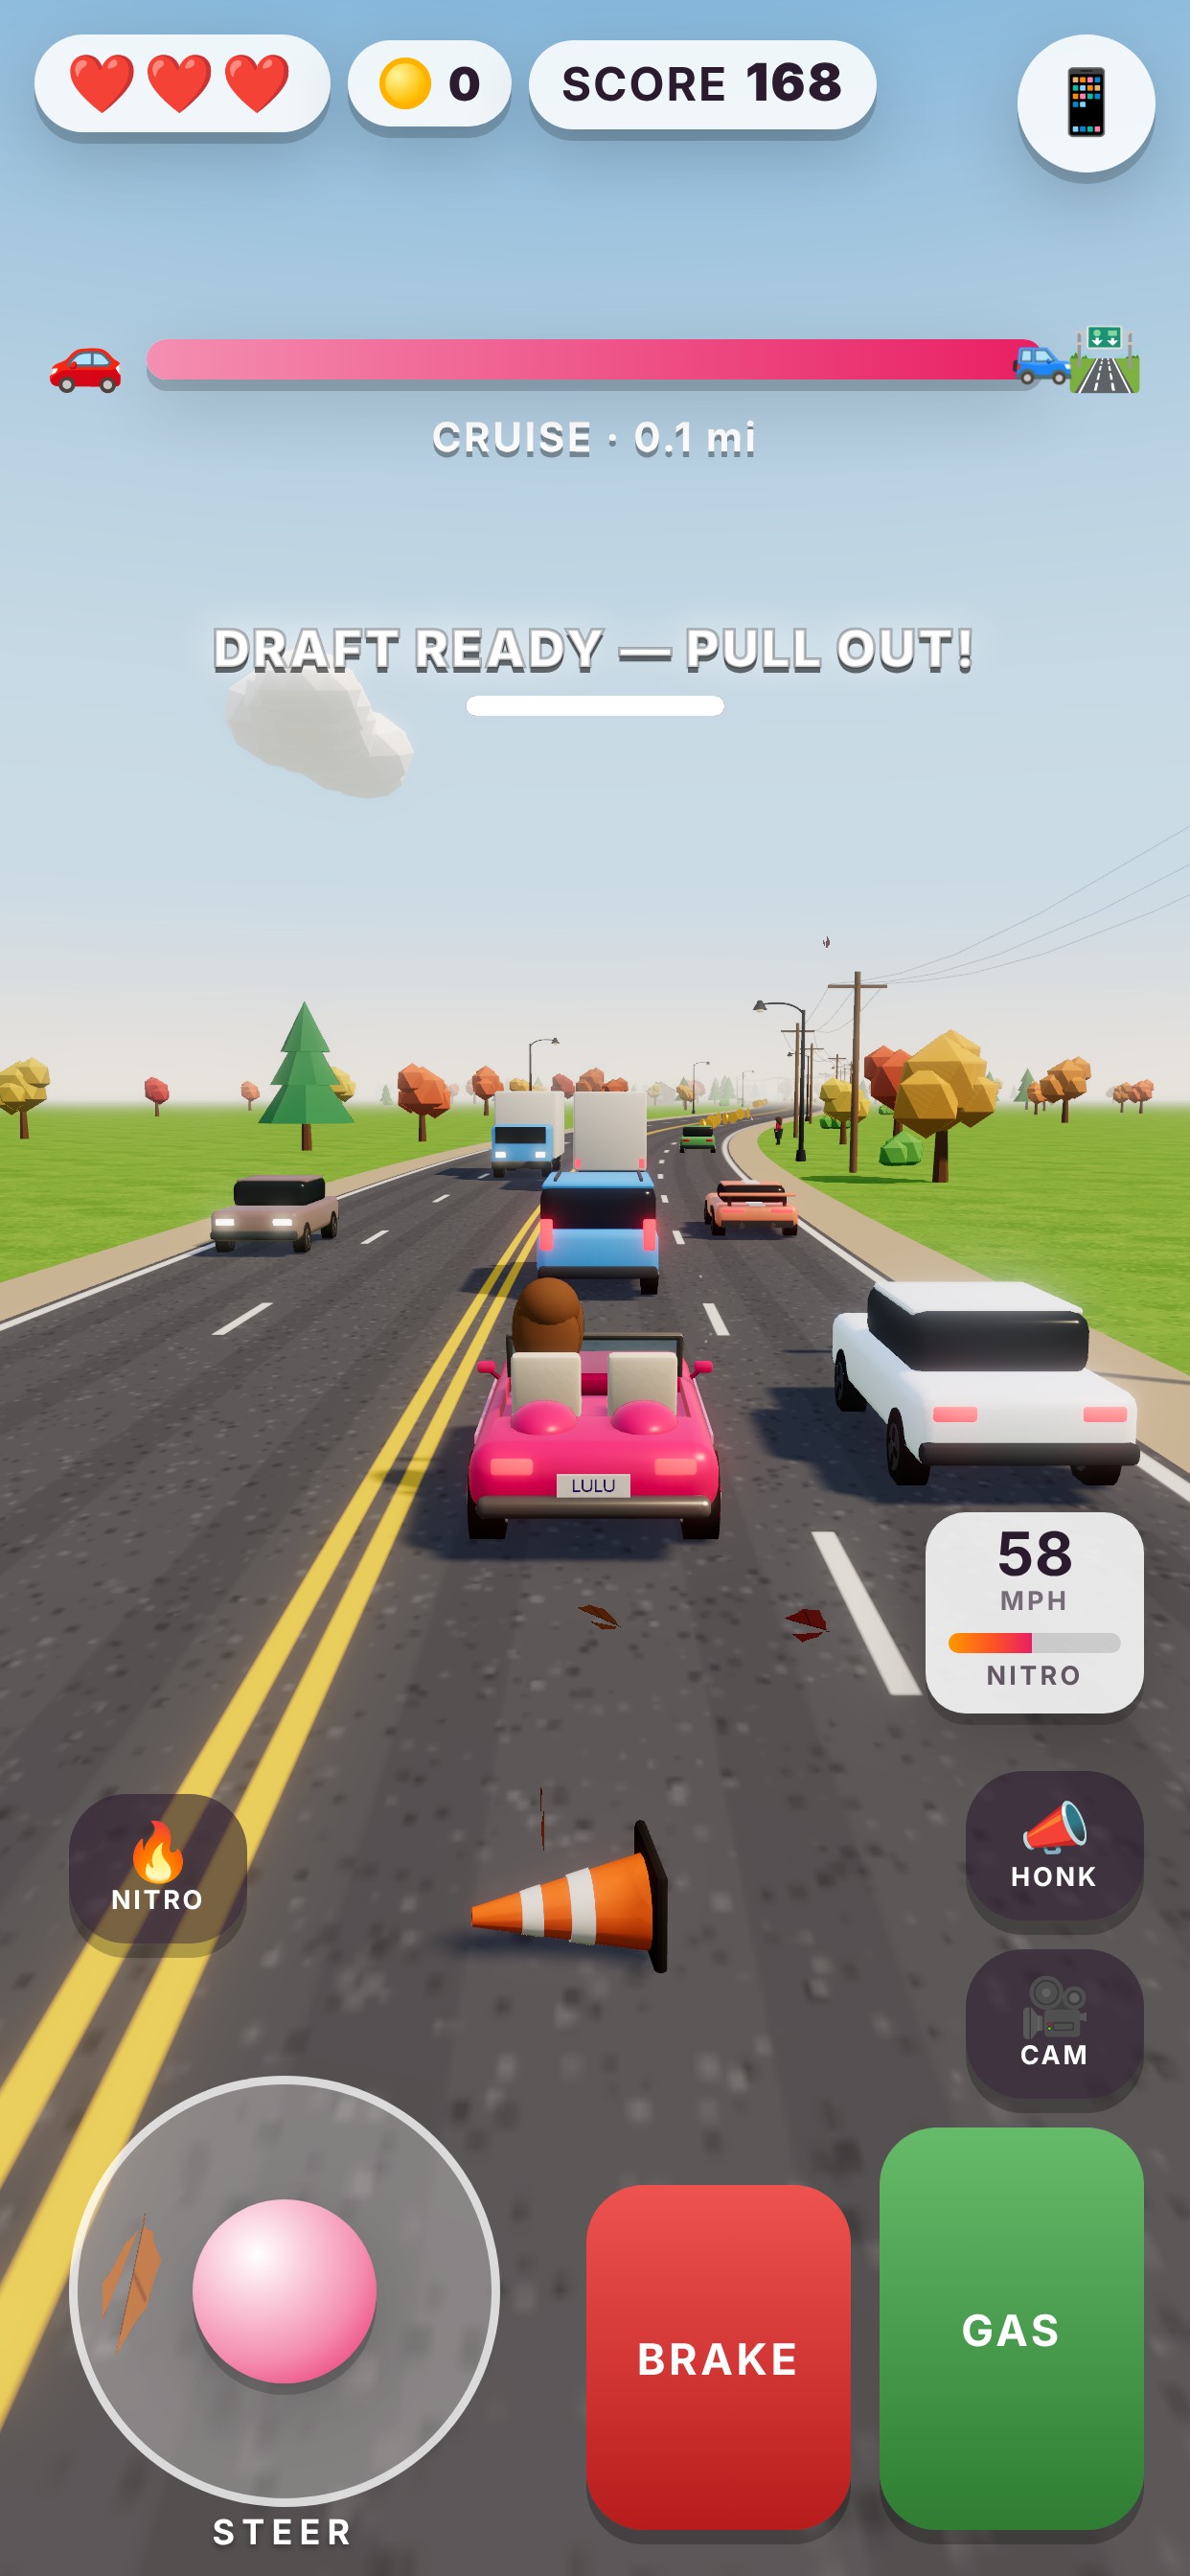 0
SCORE 168
CRUISE · 0.1 mi
DRAFT READY — PULL OUT!
LULU
58
MPH
NITRO
NITRO
HONK
CAM
BRAKE
GAS
STEER